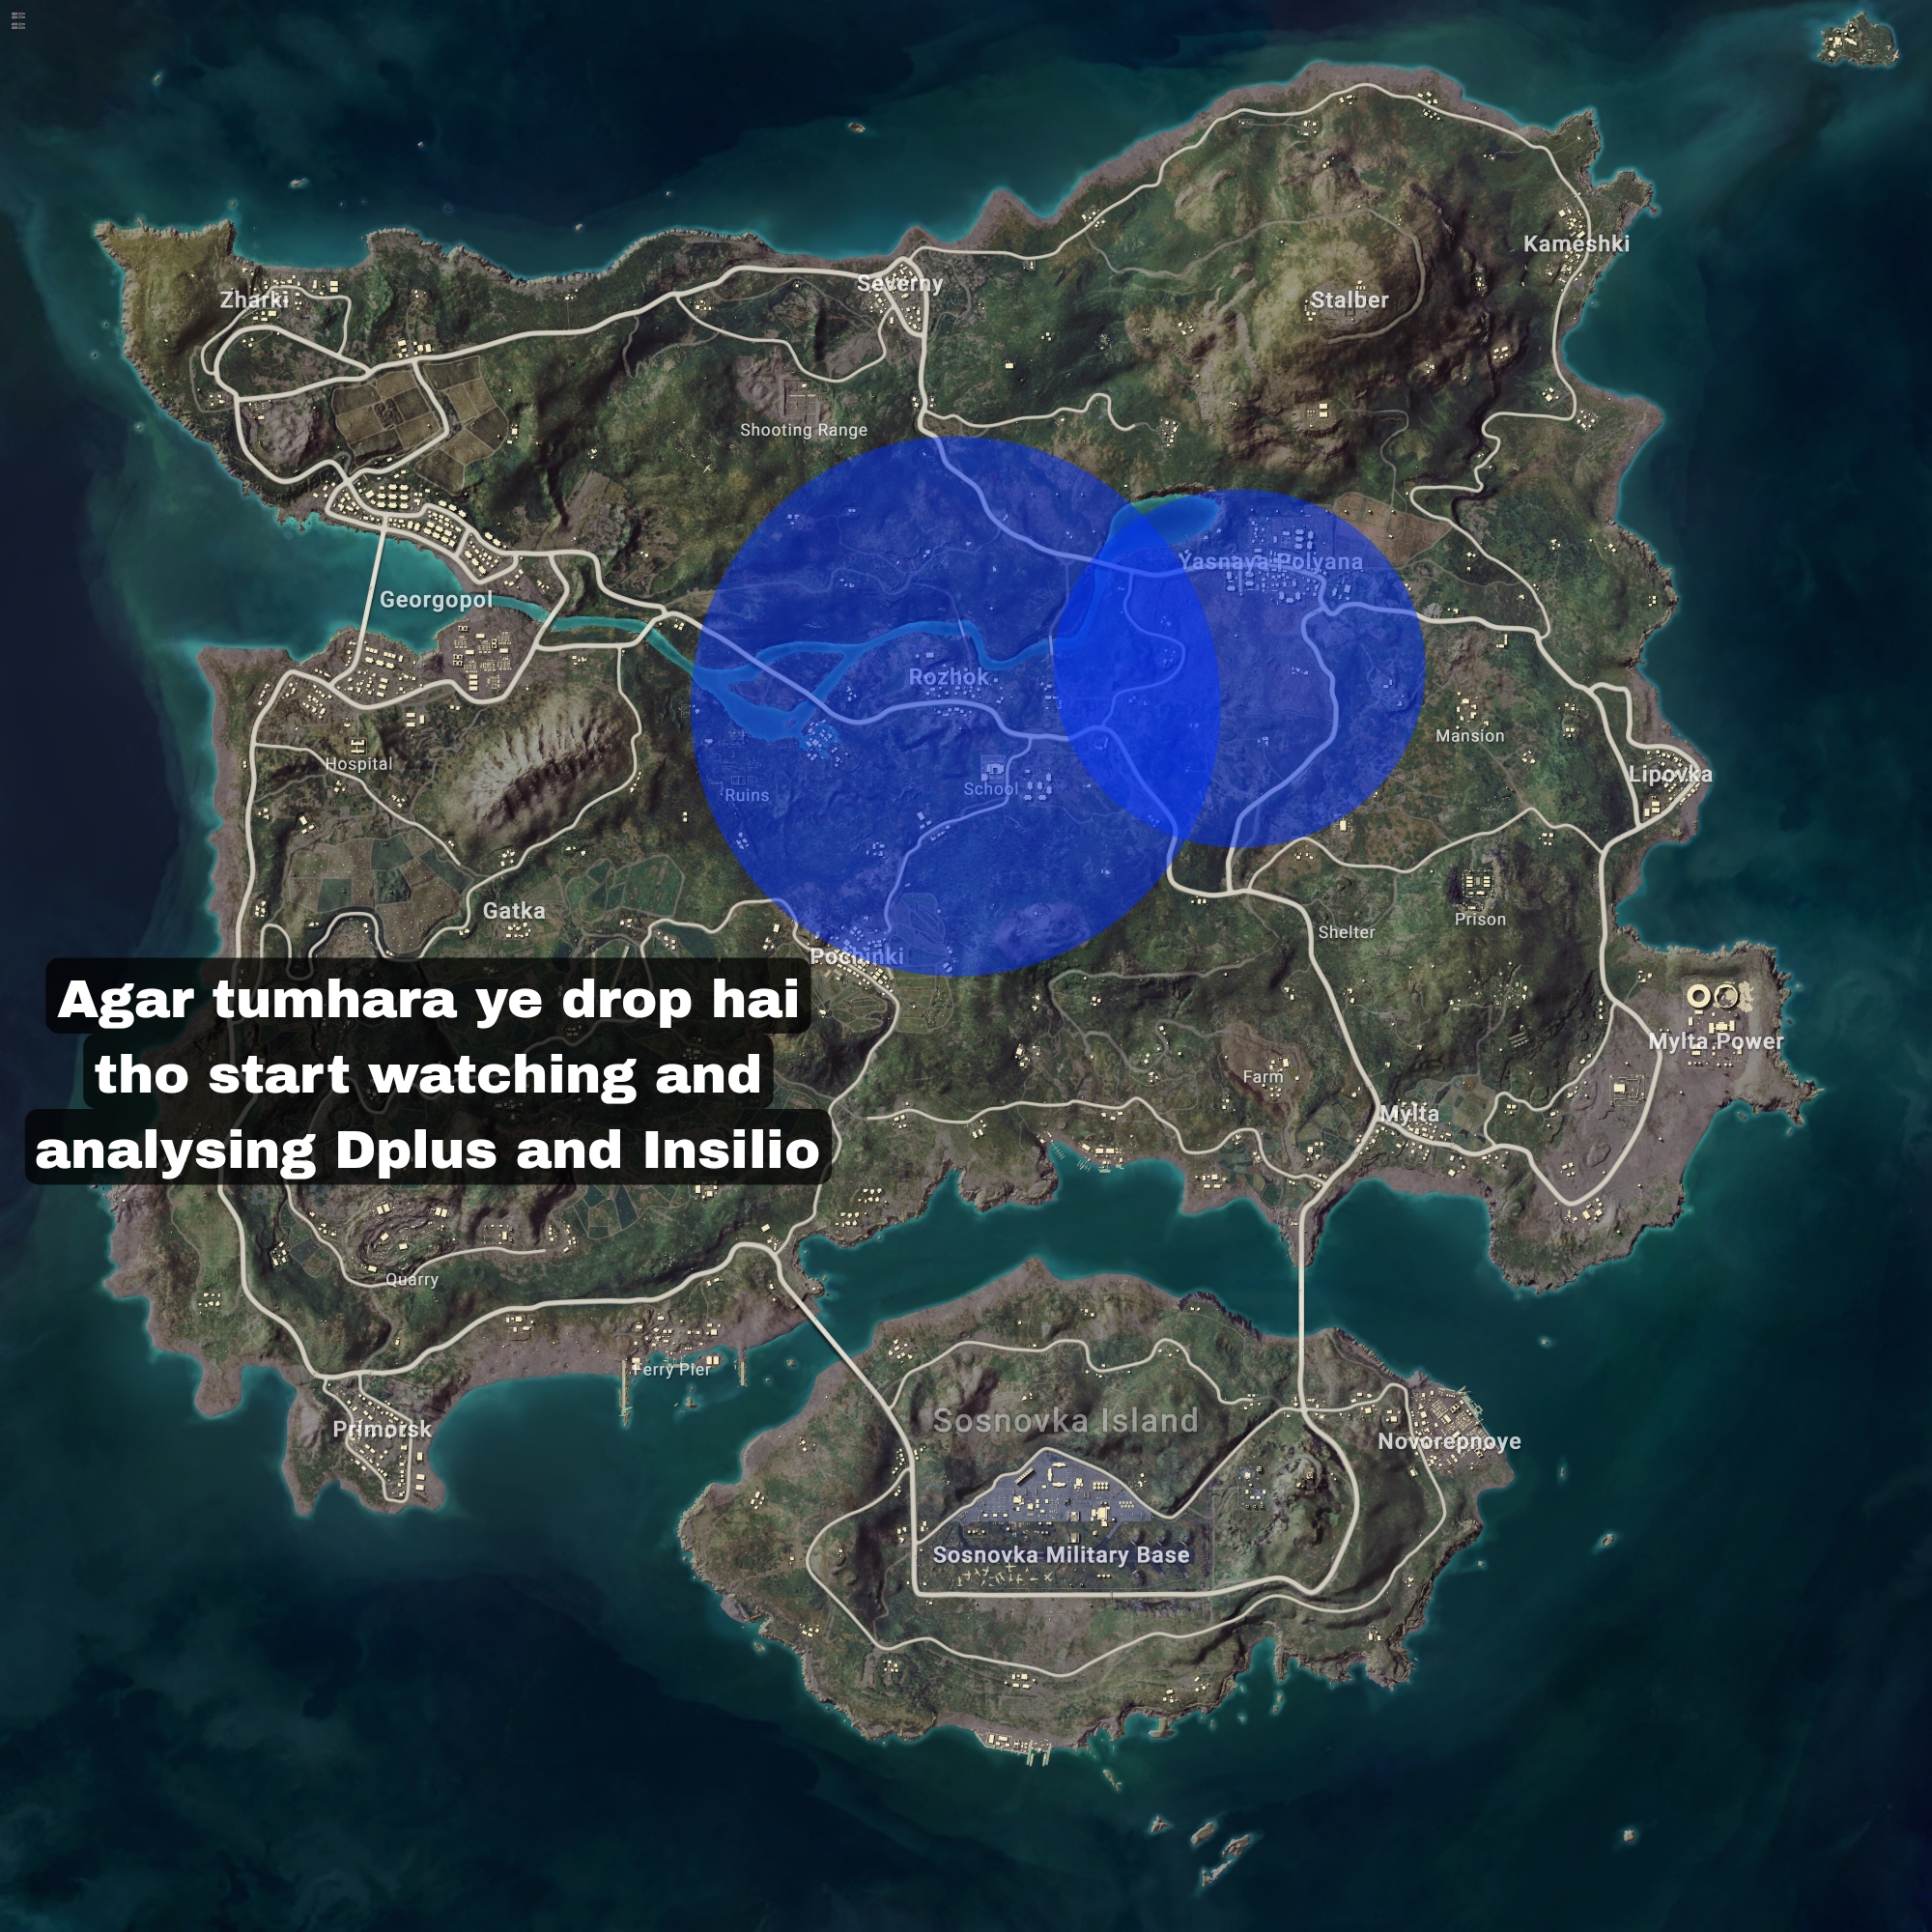 Kameshki
Severny
Zharki
Stalber
Shooting Range
Yasnaya Polyana
Georgopol
Rozhok
Mansion
Hospital
Lipovka
School
Ruins
Gatka
Prison
Shelter
Pochinki
Agar tumhara ye drop hai
tho start watching and
analysing Dplus and Insilio
Mylta Power
Farm
Mylta
Quarry
Ferry Pier
Sosnovka Island
Primorsk
Novorepnoye
Sosnovka Military Base